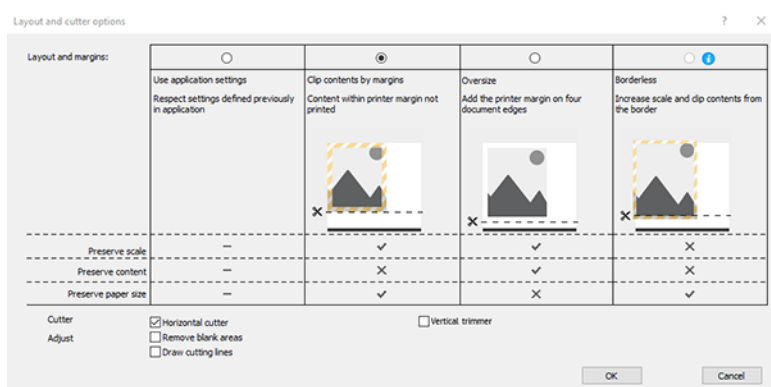 Layout and cutter options
? ×
Layout and margins:
i
Use application settings
Clip contents by margins
Oversize
Borderless
Respect settings defined previously
in application
Content within printer margin not
printed
Add the printer margin on four
document edges
Increase scale and clip contents from
the border
Preserve scale
— ✓ ✓ ×
Preserve content
— × ✓ ×
Preserve paper size
— ✓ × ✓
Cutter
Horizontal cutter
Vertical trimmer
Adjust
Remove blank areas
Draw cutting lines
OK
Cancel